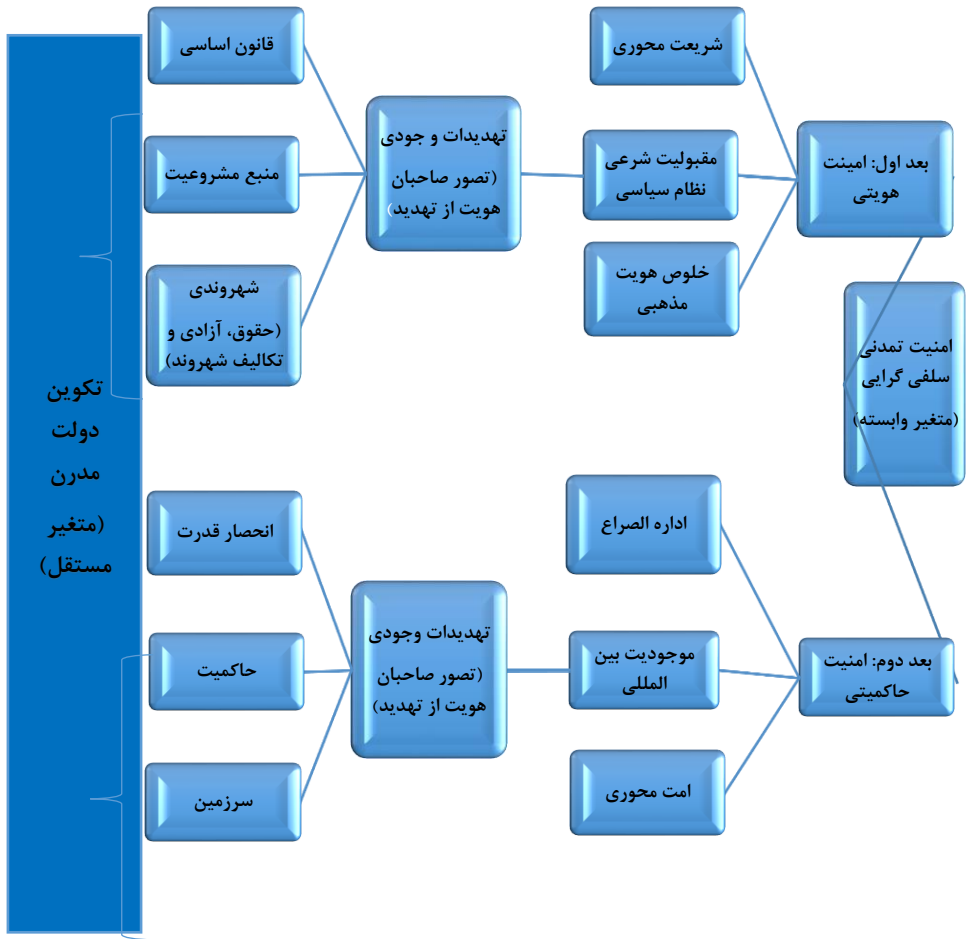 امنیت تمدنی
سلفی گرایی
(متغیر وابسته)
بعد اول: امینت
هویتی
شریعت محوری
مقبولیت شرعی
نظام سیاسی
خلوص هویت
مذهبی
تهدیدات و جودی
(تصور صاحبان
هویت از تهدید)
قانون اساسی
منبع مشروعیت
شهروندی
(حقوق، آزادی و
تکالیف شهروند)
بعد دوم: امنیت
حاکمیتی
اداره الصراع
موجودیت بین
المللی
امت محوری
تهدیدات وجودی
(تصور صاحبان
هویت از تهدید)
انحصار قدرت
حاکمیت
سرزمین
تکوین
دولت
مدرن
(متغیر
مستقل)